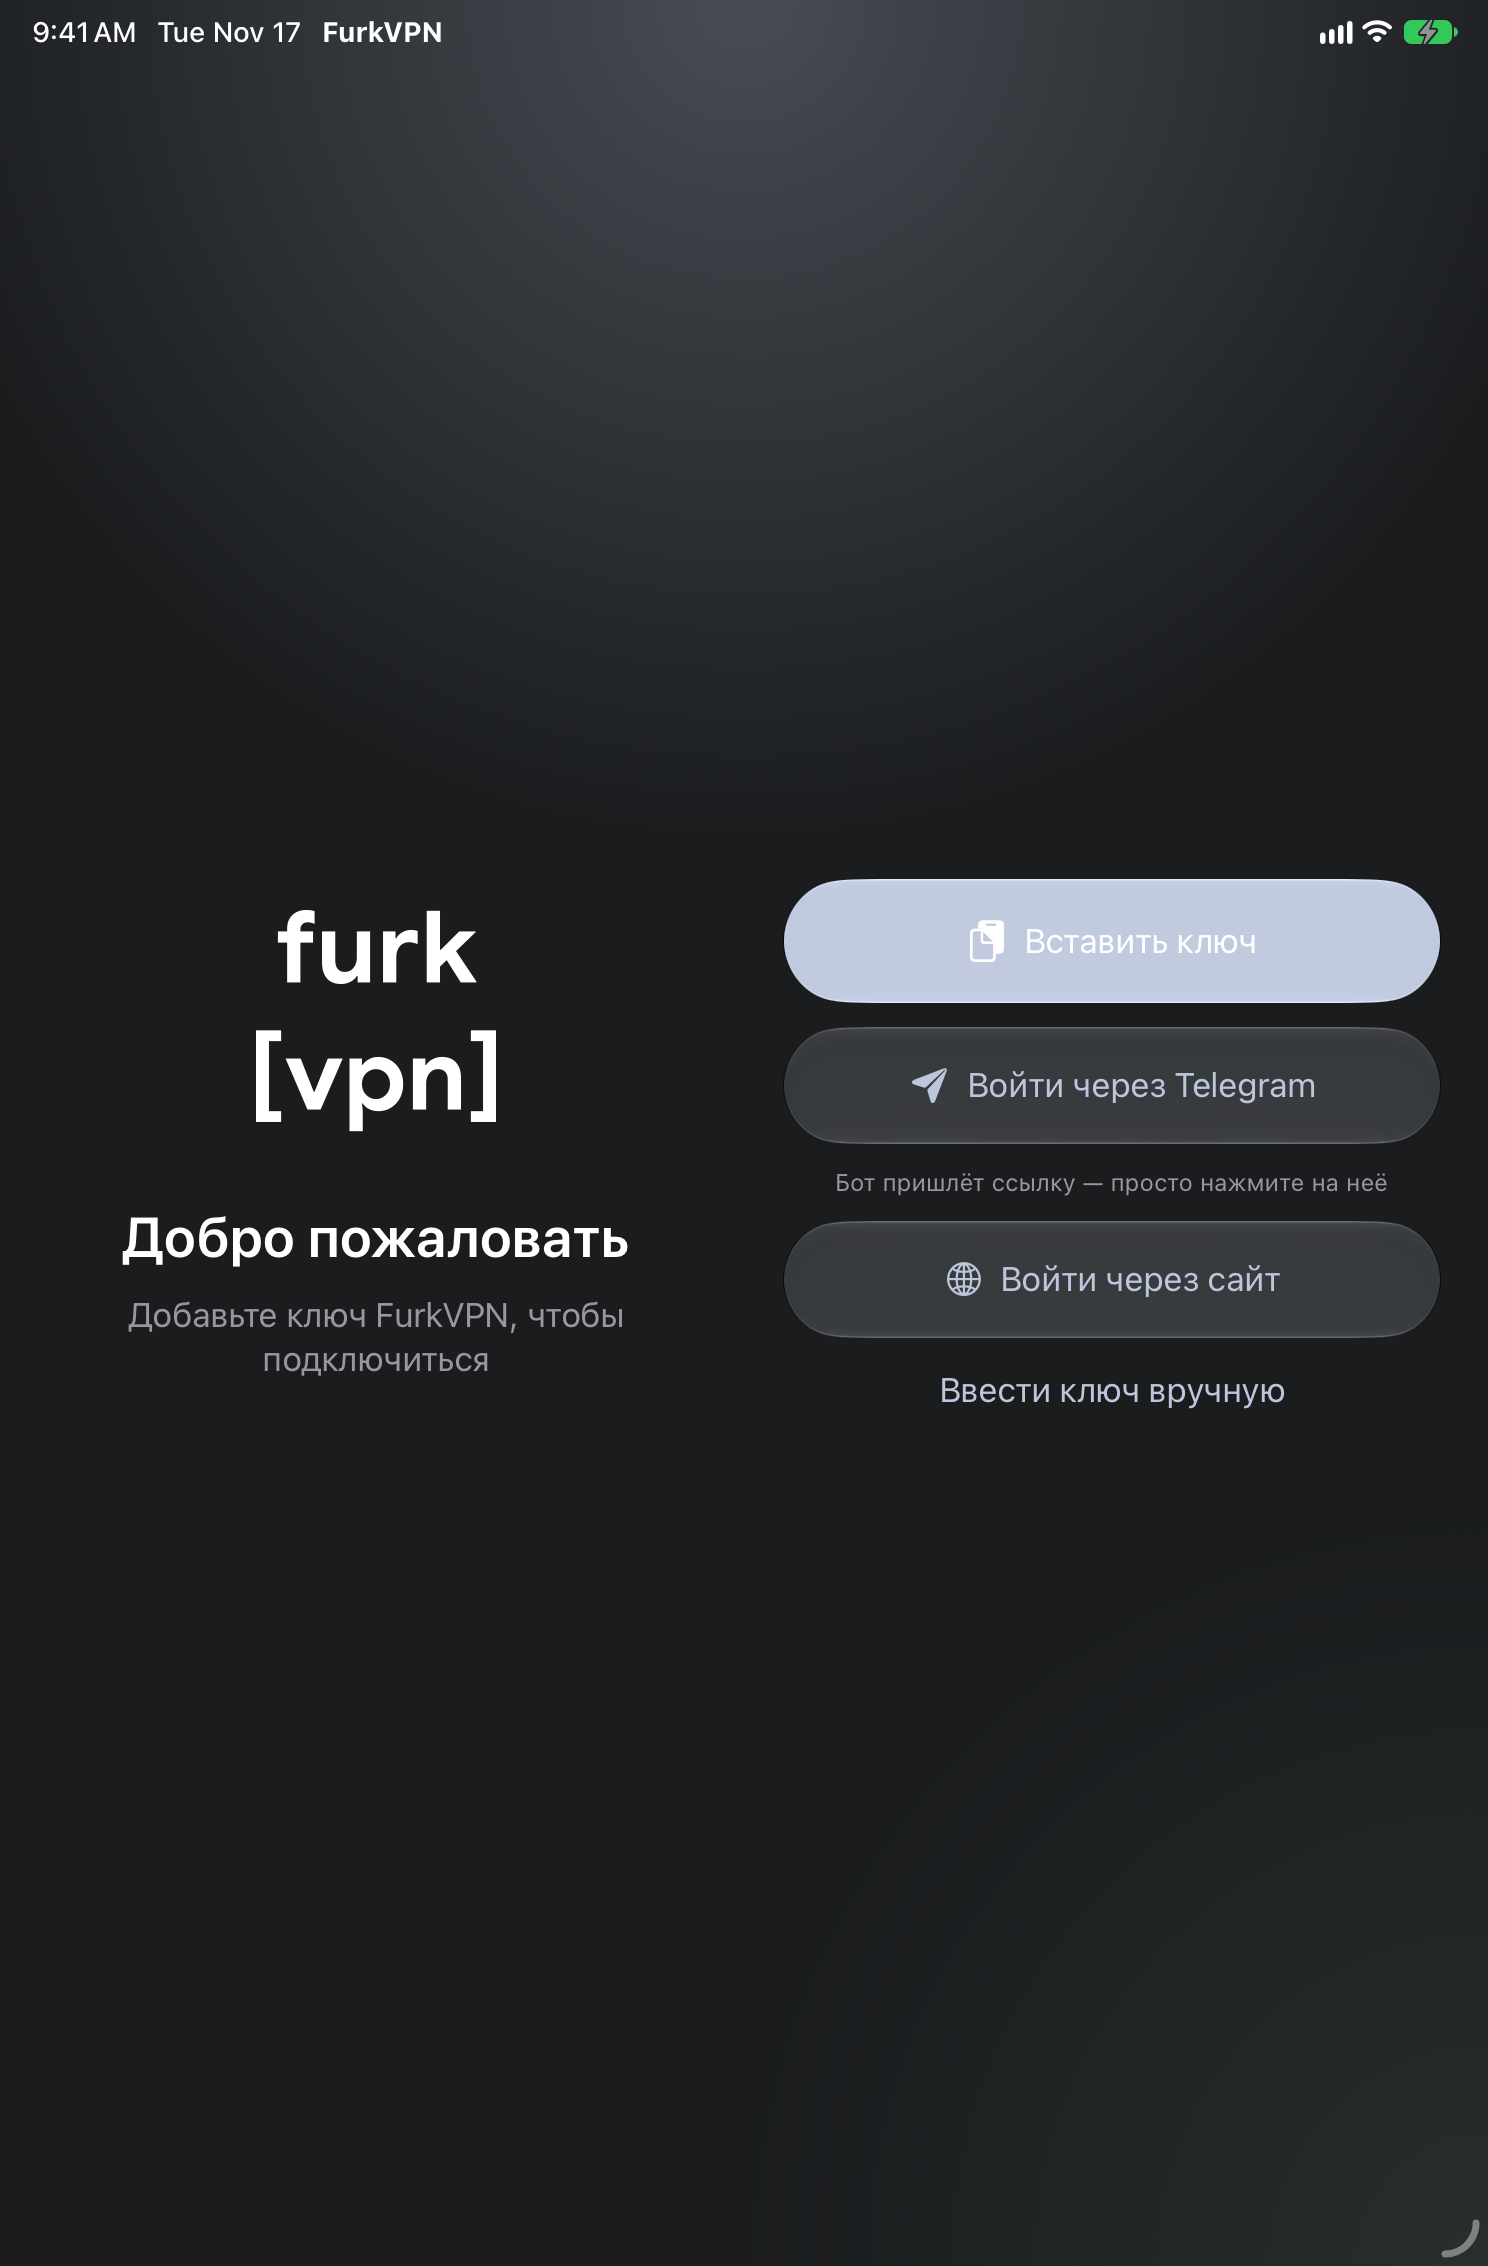 9:41 AM Tue Nov 17 FurkVPN
furk
[vpn]
Добро пожаловать
Добавьте ключ FurkVPN, чтобы
подключиться
Вставить ключ
Войти через Telegram
Бот пришлёт ссылку — просто нажмите на неё
Войти через сайт
Ввести ключ вручную